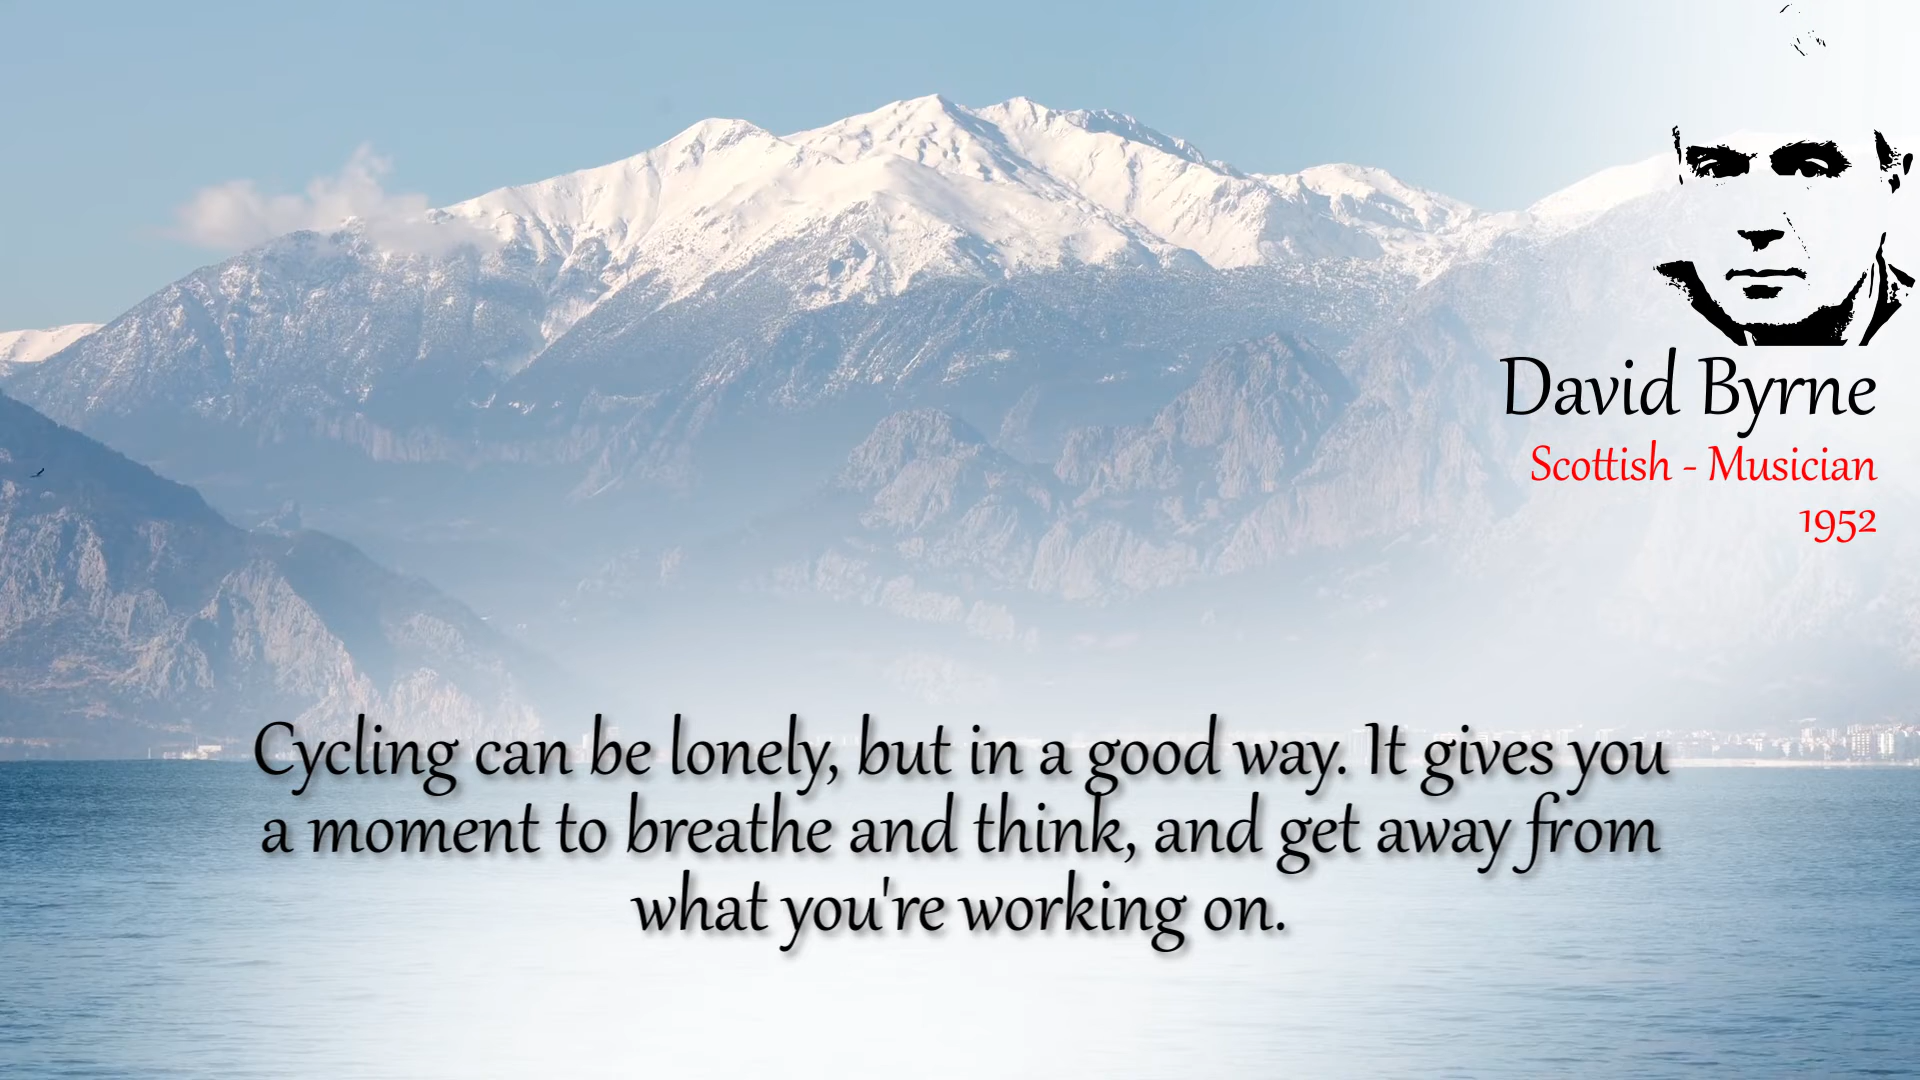 David Byrne
Scottish - Musician
1952
Cycling can be lonely, but in a good way. It gives you
a moment to breathe and think, and get away from
what you're working on.